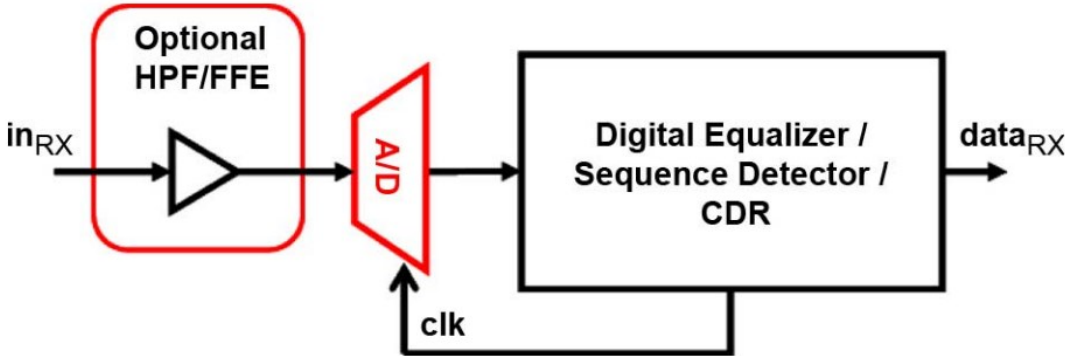 Optional
HPF/FFE
inRX
A/D
Digital Equalizer /
Sequence Detector /
CDR
dataRX
clk